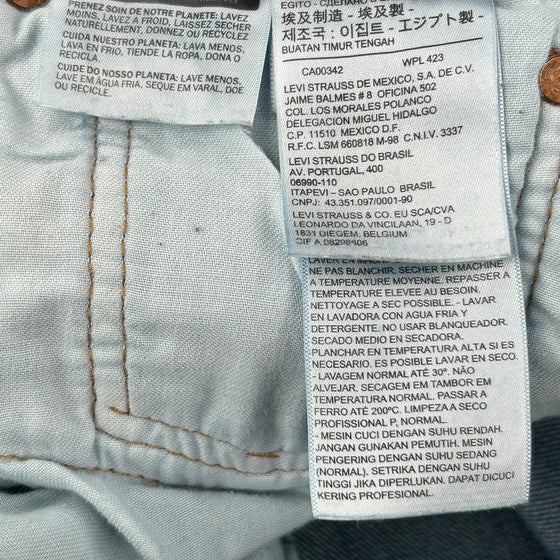 PRENEZ SOIN DE NOTRE PLANETE: LAVEZ
MOINS, LAVEZ A FROID, LAISSEZ SECHER
NATURELLEMENT, DONNEZ OU RECYCLEZ
CUIDA NUESTRO PLANETA: LAVA MENOS,
LAVA EN FRIO, TIENDE LA ROPA, DONA O
RECICLA.
CUIDE DO NOSSO PLANETA: LAVE MENOS,
LAVE EM ÁGUA FRIA, SEQUE EM VARAL, DOE
OU RECICLE.
埃及制造 - 埃及製 -
제조국: 이집트 - エジプト製 -
BUATAN TIMUR TENGAH
CA00342 WPL 423
LEVI STRAUSS DE MEXICO, S.A. DE C.V.
JAIME BALMES # 8 OFICINA 502
COL. LOS MORALES POLANCO
DELEGACION MIGUEL HIDALGO
C.P. 11510 MEXICO D.F.
R.F.C. LSM 660818 M-98 C.N.I.V. 3337
LEVI STRAUSS DO BRASIL
AV. PORTUGAL, 400
06990-110
ITAPEVI – SAO PAULO BRASIL
CNPJ: 43.351.097/0001-90
LEVI STRAUSS & CO. EU SCA/CVA
LEONARDO DA VINCILAAN, 19 - D
1831 DIEGEM, BELGIUM
CIF A 08298606
LAVER EN MACHINE
NE PAS BLANCHIR, SECHER EN MACHINE
A TEMPERATURE MOYENNE. REPASSER A
TEMPERATURE ELEVEE AU BESOIN.
NETTOYAGE A SEC POSSIBLE. - LAVAR
EN LAVADORA CON AGUA FRIA Y
DETERGENTE. NO USAR BLANQUEADOR.
SECADO MEDIO EN SECADORA.
PLANCHAR EN TEMPERATURA ALTA SI ES
NECESARIO. ES POSIBLE LAVAR EN SECO.
- LAVAGEM NORMAL ATÉ 30º. NÃO
ALVEJAR. SECAGEM EM TAMBOR EM
TEMPERATURA NORMAL. PASSAR A
FERRO ATÉ 200ºC. LIMPEZA A SECO
PROFISSIONAL P, NORMAL.
- MESIN CUCI DENGAN SUHU RENDAH.
JANGAN GUNAKAN PEMUTIH. MESIN
PENGERING DENGAN SUHU SEDANG
(NORMAL). SETRIKA DENGAN SUHU
TINGGI JIKA DIPERLUKAN. DAPAT DICUCI
KERING PROFESIONAL.